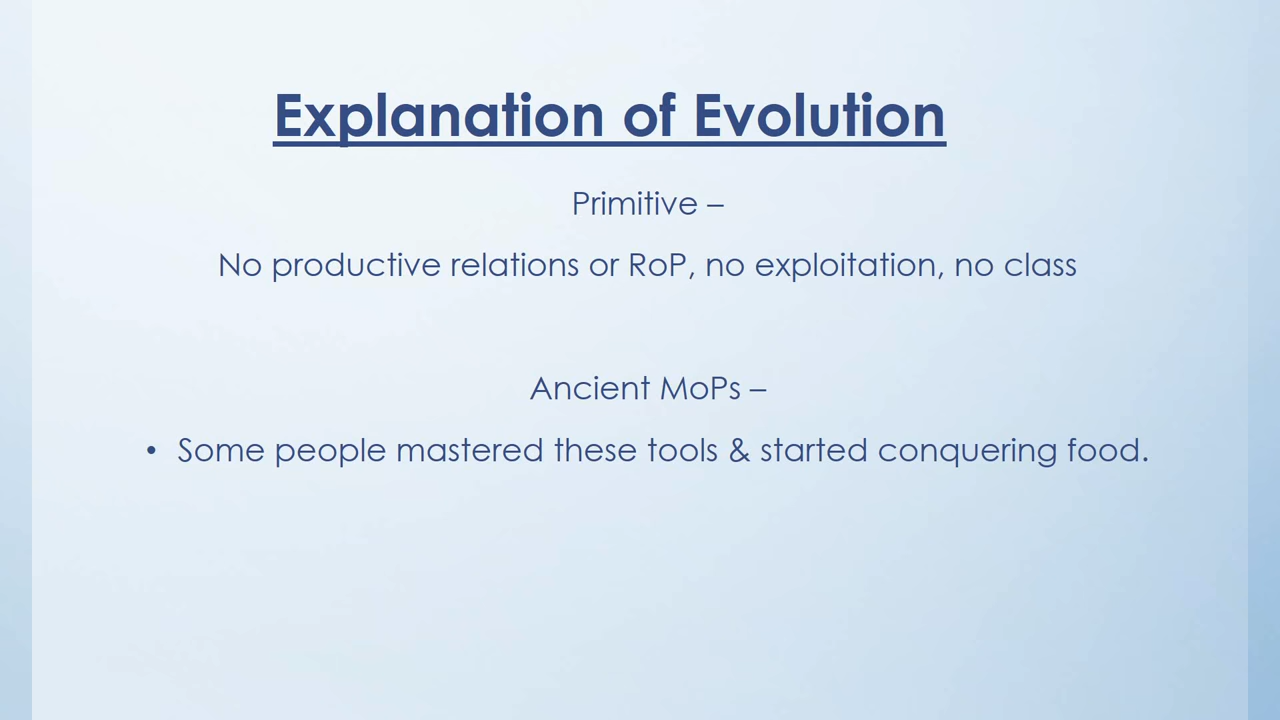 Explanation of Evolution
Primitive –
No productive relations or RoP, no exploitation, no class
Ancient MoPs –
• Some people mastered these tools & started conquering food.